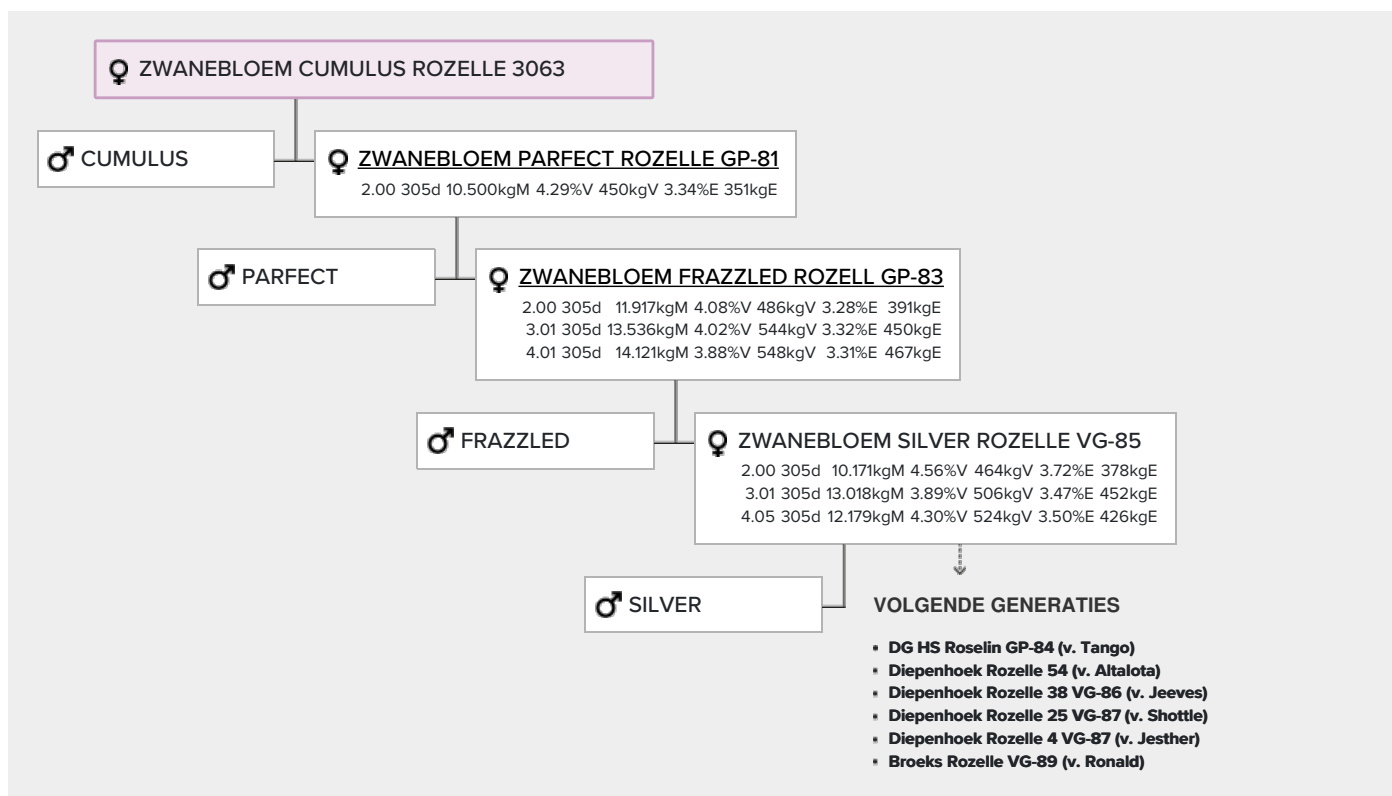 ZWANEBLOEM CUMULUS ROZELLE 3063
CUMULUS
ZWANEBLOEM PARFECT ROZELLE GP-81
2.00 305d 10.500kgM 4.29%V 450kgV 3.34%E 351kgE
PARFECT
ZWANEBLOEM FRAZZLED ROZELL GP-83
2.00 305d 11.917kgM 4.08%V 486kgV 3.28%E 391kgE
3.01 305d 13.536kgM 4.02%V 544kgV 3.32%E 450kgE
4.01 305d 14.121kgM 3.88%V 548kgV 3.31%E 467kgE
FRAZZLED
ZWANEBLOEM SILVER ROZELLE VG-85
2.00 305d 10.171kgM 4.56%V 464kgV 3.72%E 378kgE
3.01 305d 13.018kgM 3.89%V 506kgV 3.47%E 452kgE
4.05 305d 12.179kgM 4.30%V 524kgV 3.50%E 426kgE
SILVER
VOLGENDE GENERATIES
DG HS Roselin GP-84 (v. Tango)
Diepenhoek Rozelle 54 (v. Altalota)
Diepenhoek Rozelle 38 VG-86 (v. Jeeves)
Diepenhoek Rozelle 25 VG-87 (v. Shottle)
Diepenhoek Rozelle 4 VG-87 (v. Jesther)
Broeks Rozelle VG-89 (v. Ronald)